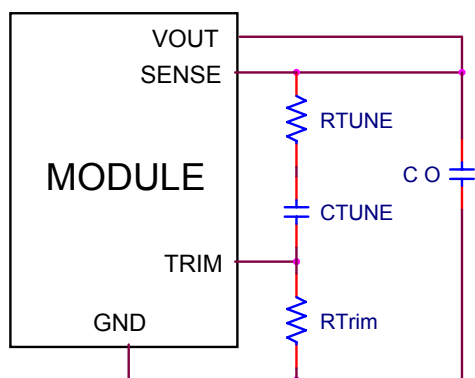 VOUT
SENSE
RTUNE
MODULE
C O
CTUNE
TRIM
GND
RTrim